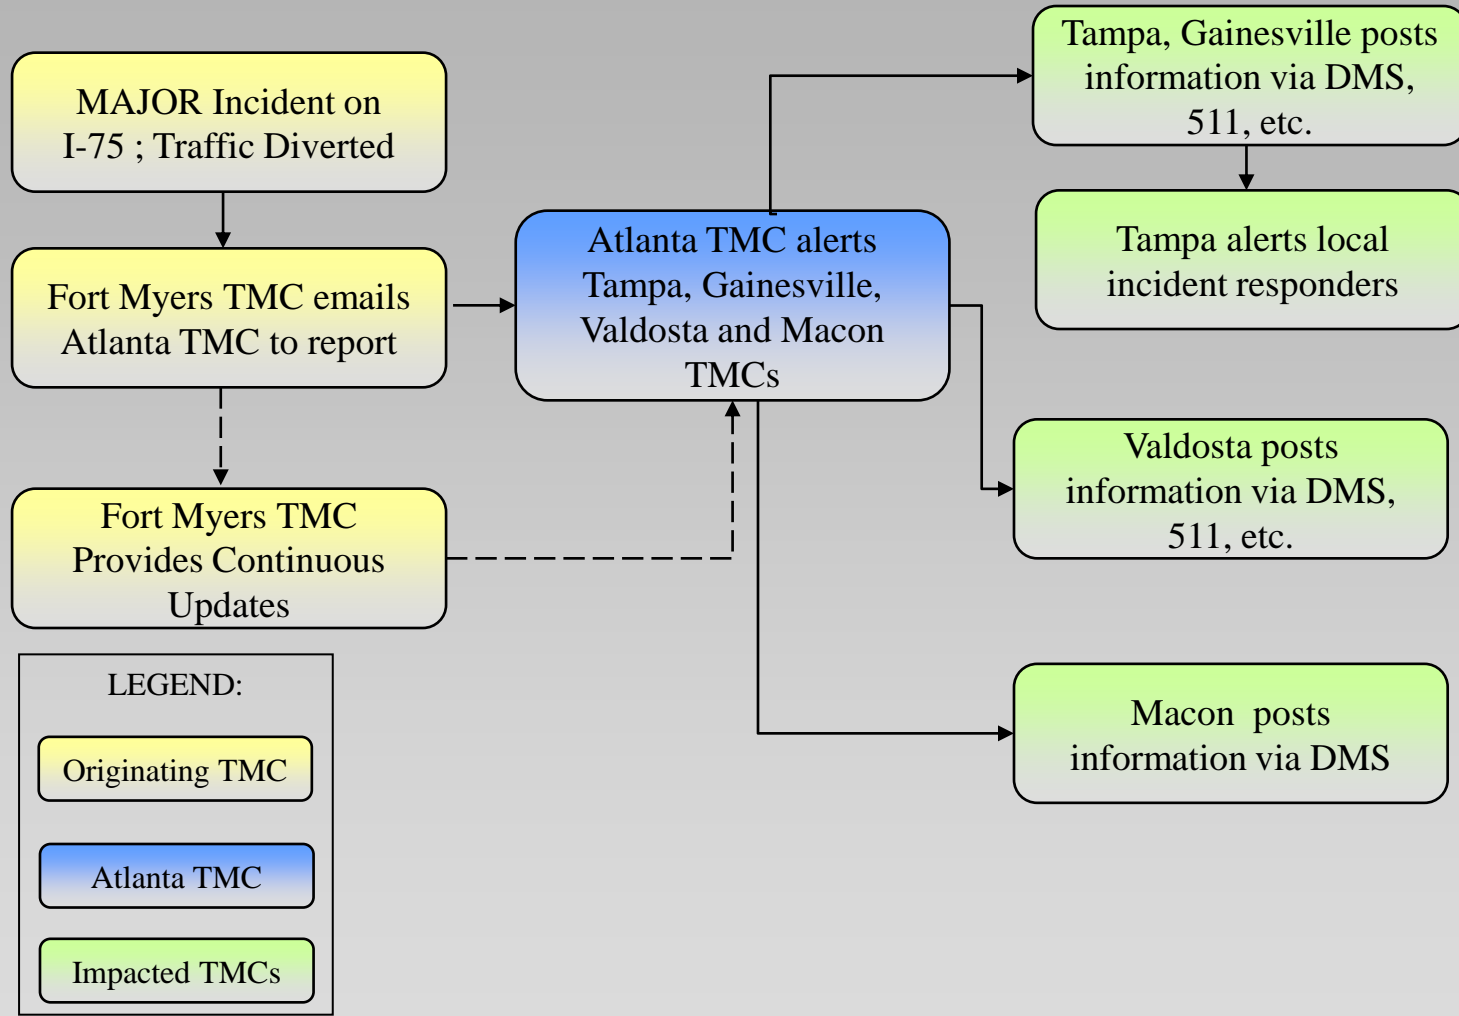 MAJOR Incident on
I-75 ; Traffic Diverted
Fort Myers TMC emails
Atlanta TMC to report
Fort Myers TMC
Provides Continuous
Updates
Atlanta TMC alerts
Tampa, Gainesville,
Valdosta and Macon
TMCs
Tampa, Gainesville posts
information via DMS,
511, etc.
Tampa alerts local
incident responders
Valdosta posts
information via DMS,
511, etc.
Macon posts
information via DMS
LEGEND:
Originating TMC
Atlanta TMC
Impacted TMCs